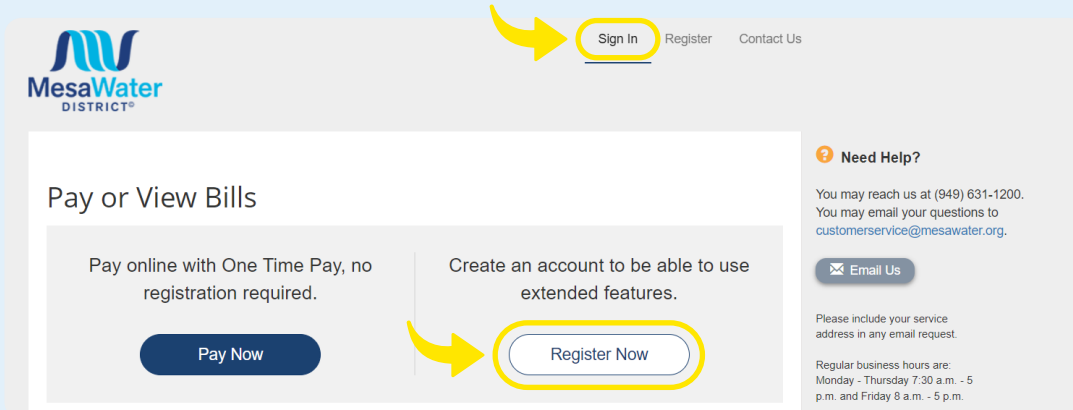 Sign In Register Contact Us
MesaWater
DISTRICT©
Pay or View Bills
Pay online with One Time Pay, no
registration required.
Pay Now
Create an account to be able to use
extended features.
Register Now
? Need Help?
You may reach us at (949) 631-1200.
You may email your questions to
customerservice@mesawater.org.
Email Us
Please include your service
address in any email request.
Regular business hours are:
Monday - Thursday 7:30 a.m. - 5
p.m. and Friday 8 a.m. - 5 p.m.